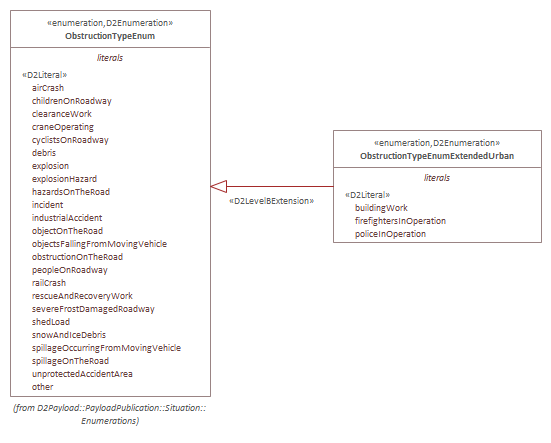 «enumeration,D2Enumeration»
ObstructionTypeEnum
literals
«D2Literal»
airCrash
childrenOnRoadway
clearanceWork
craneOperating
cyclistsOnRoadway
debris
explosion
explosionHazard
hazardsOnTheRoad
incident
industrialAccident
objectOnTheRoad
objectsFallingFromMovingVehicle
obstructionOnTheRoad
peopleOnRoadway
railCrash
rescueAndRecoveryWork
severeFrostDamagedRoadway
shedLoad
snowAndIceDebris
spillageOccurringFromMovingVehicle
spillageOnTheRoad
unprotectedAccidentArea
other
(from D2Payload::PayloadPublication::Situation::
Enumerations)
«D2LevelBExtension»
«enumeration,D2Enumeration»
ObstructionTypeEnumExtendedUrban
literals
«D2Literal»
buildingWork
firefightersInOperation
policeInOperation